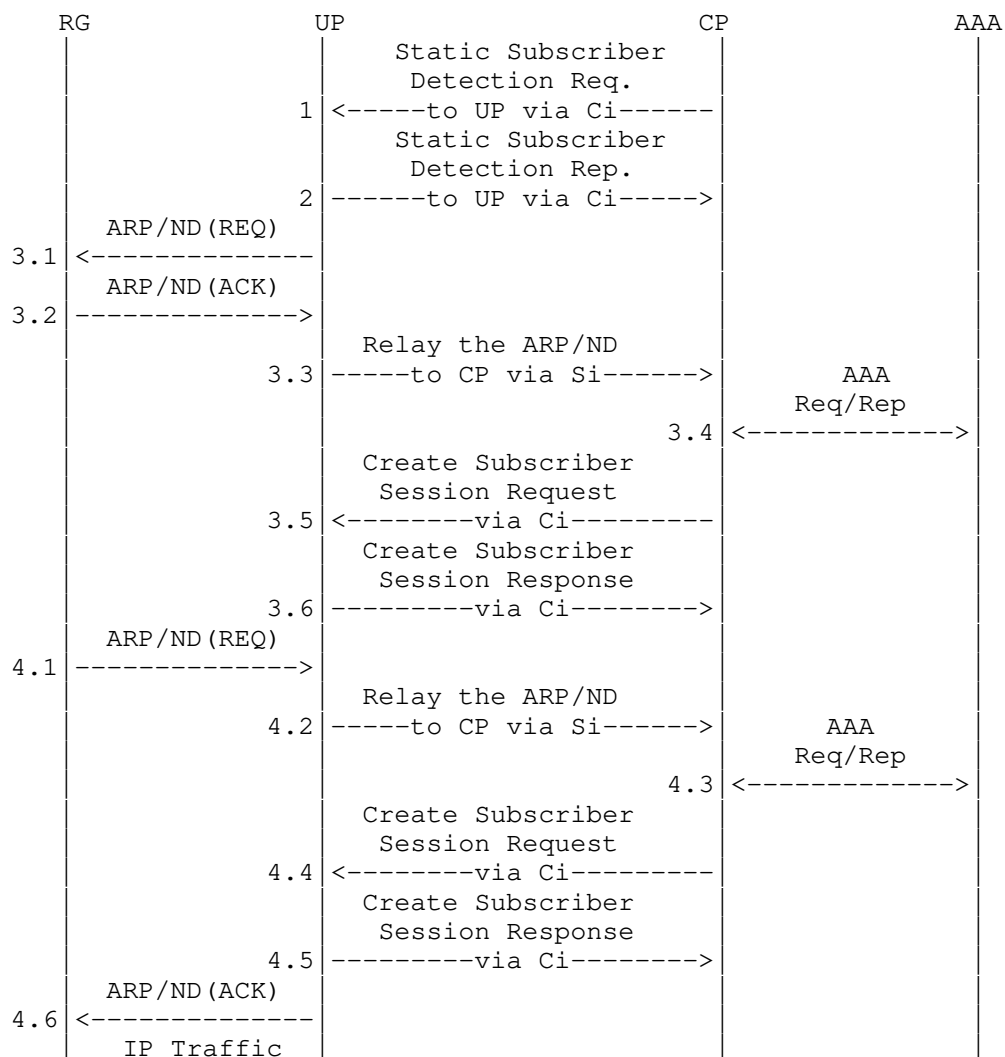 RG UP CP AAA
Static Subscriber
Detection Req.
1 <-----to UP via Ci------
Static Subscriber
Detection Rep.
2 ------to UP via Ci----->
ARP/ND(REQ)
3.1 <--------------
ARP/ND(ACK)
3.2 -------------->
Relay the ARP/ND
3.3 -----to CP via Si------> AAA
Req/Rep
3.4 <------------->
Create Subscriber
Session Request
3.5 <--------via Ci---------
Create Subscriber
Session Response
3.6 ---------via Ci-------->
ARP/ND(REQ)
4.1 -------------->
Relay the ARP/ND
4.2 -----to CP via Si------> AAA
Req/Rep
4.3 <------------->
Create Subscriber
Session Request
4.4 <--------via Ci---------
Create Subscriber
Session Response
4.5 ---------via Ci-------->
ARP/ND(ACK)
4.6 <--------------
IP Traffic